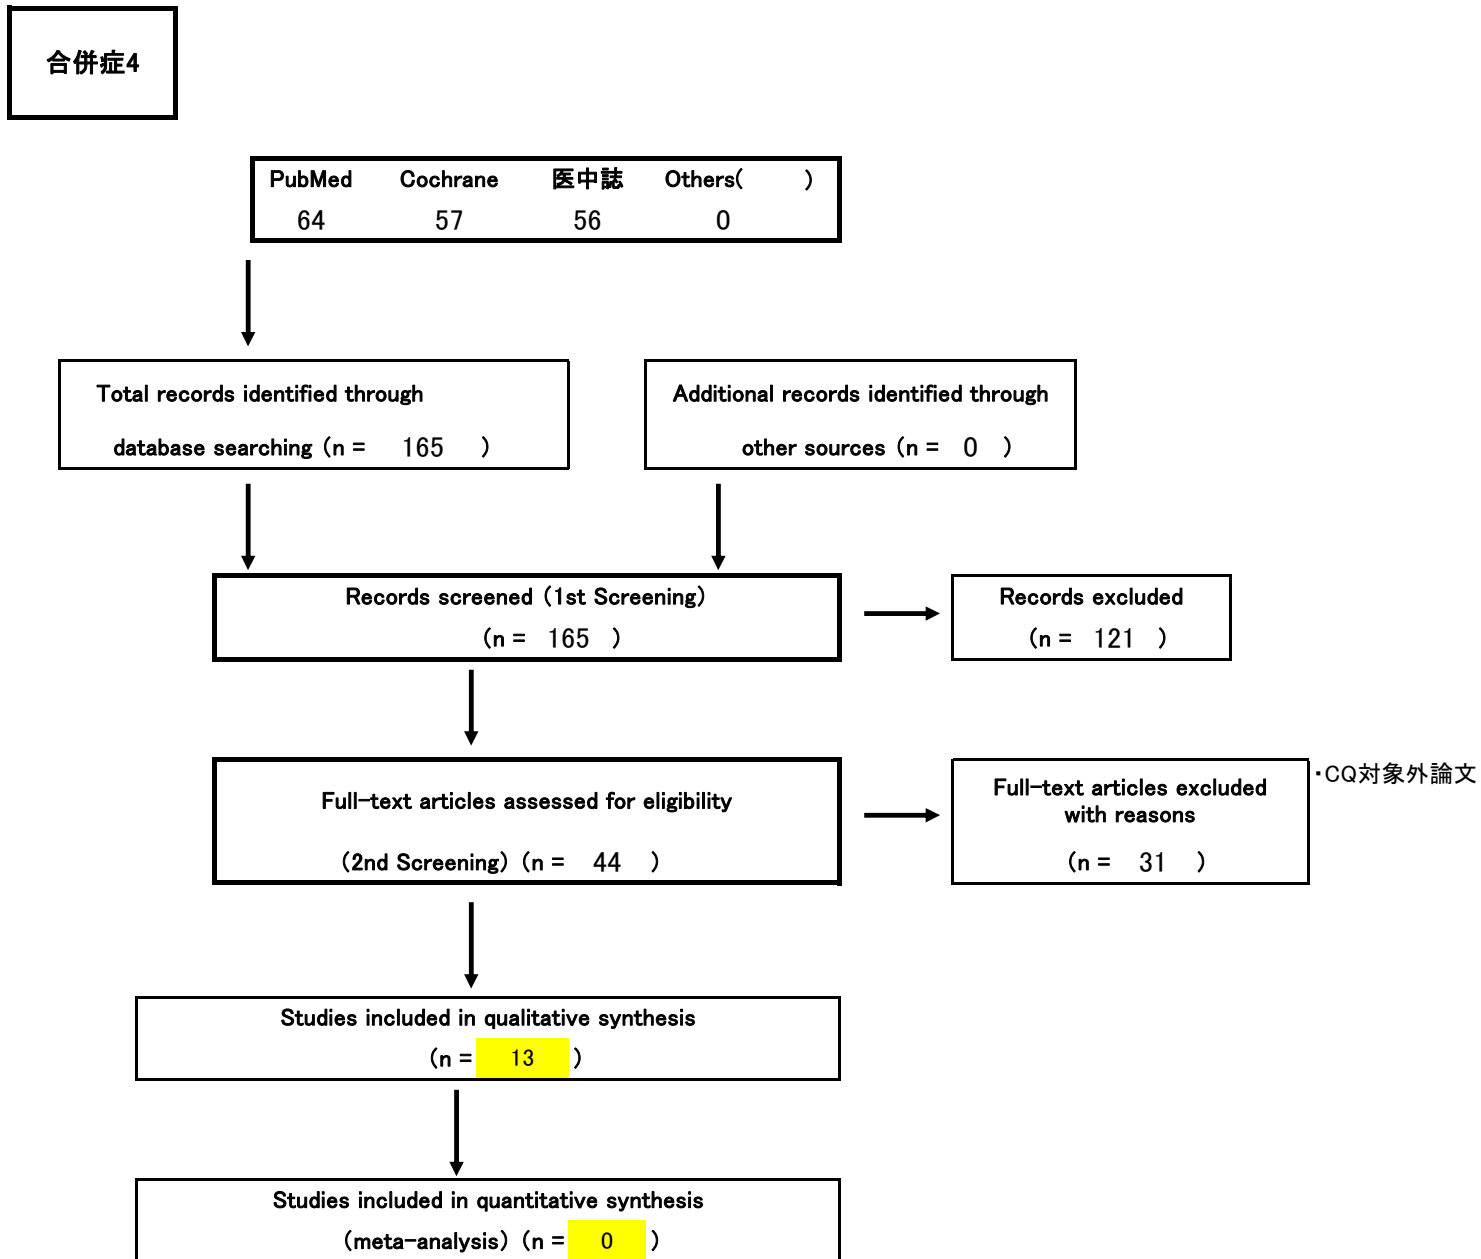 合併症4
PubMed Cochrane 医中誌 Others( )
64 57 56 0
Total records identified through
database searching (n = 165 )
Additional records identified through
other sources (n = 0 )
Records screened (1st Screening)
(n = 165 )
Records excluded
(n = 121 )
Full-text articles assessed for eligibility
(2nd Screening) (n = 44 )
Full-text articles excluded
with reasons
(n = 31 )
・CQ対象外論文
Studies included in qualitative synthesis
(n = 13 )
Studies included in quantitative synthesis
(meta-analysis) (n = 0 )